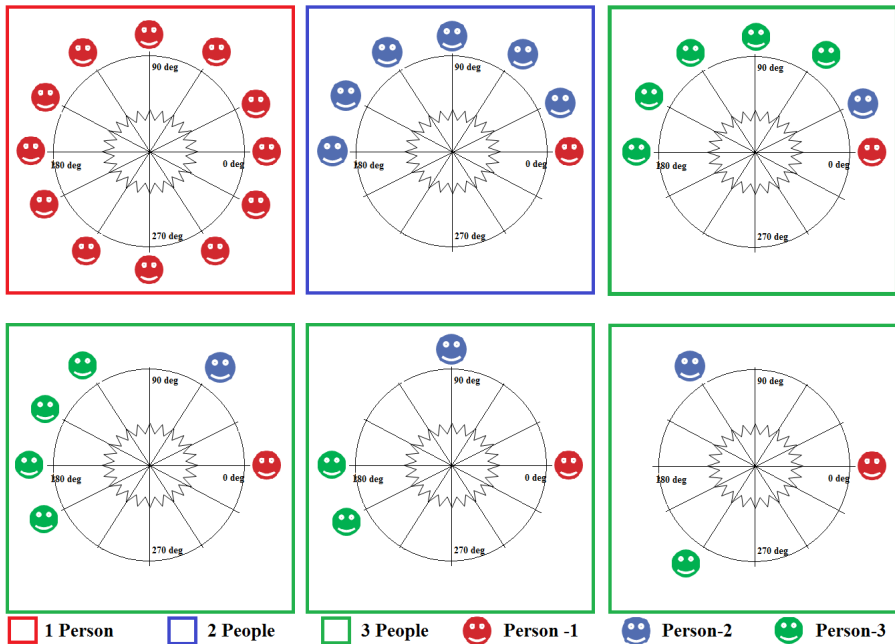 90 deg
180 deg
0 deg
270 deg
90 deg
180 deg
0 deg
270 deg
90 deg
180 deg
0 deg
270 deg
90 deg
180 deg
0 deg
270 deg
90 deg
180 deg
0 deg
270 deg
90 deg
180 deg
0 deg
270 deg
1 Person
2 People
3 People
Person -1
Person-2
Person-3